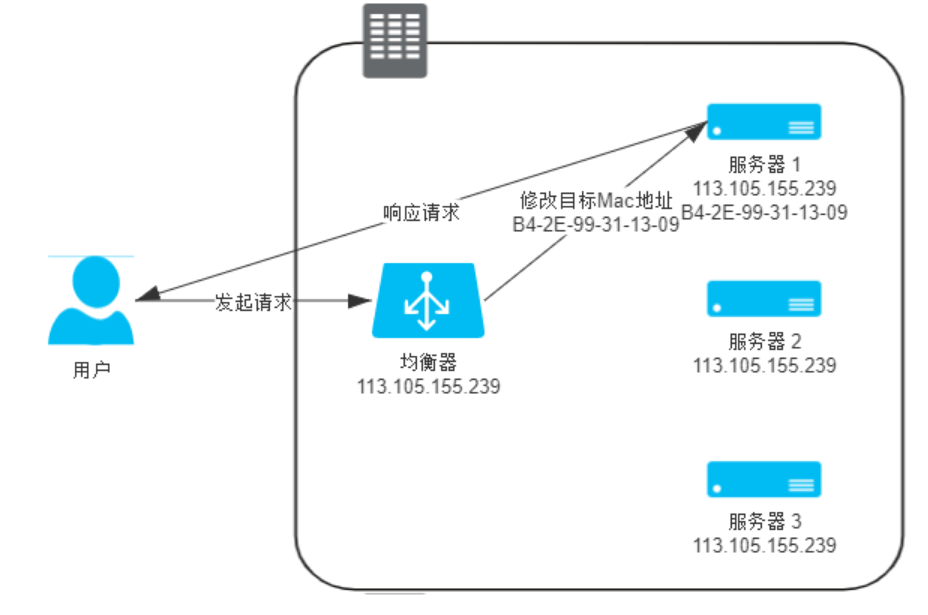 服务器 1
113.105.155.239
B4-2E-99-31-13-09
修改目标Mac地址
B4-2E-99-31-13-09
响应请求
发起请求
用户
均衡器
113.105.155.239
服务器 2
113.105.155.239
服务器 3
113.105.155.239